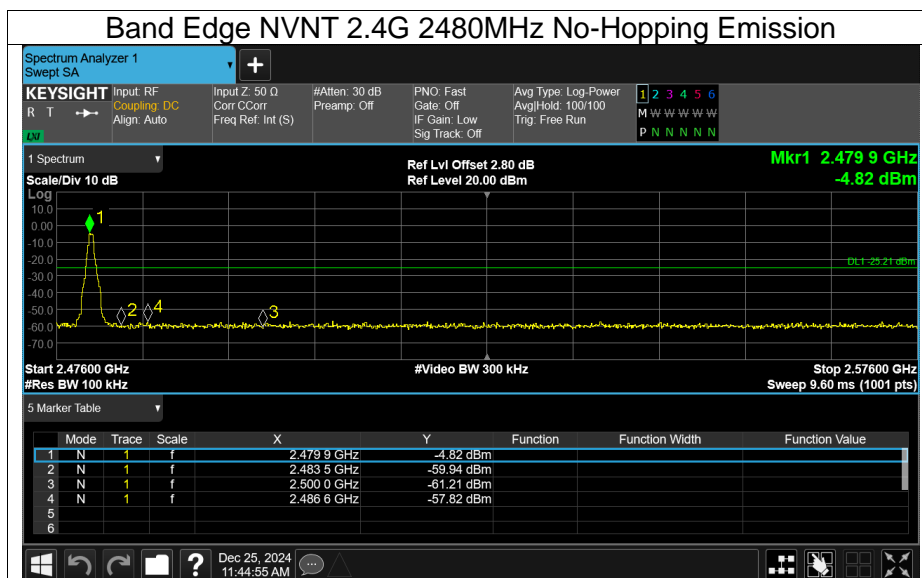 Band Edge NVNT 2.4G 2480MHz No-Hopping Emission
Spectrum Analyzer 1
Swept SA
+
KEYSIGHT Input: RF Input Z: 50 Ω #Atten: 30 dB PNO: Fast Avg Type: Log-Power 1 2 3 4 5 6
R T Coupling: DC Corr CCorr Preamp: Off Gate: Off Avg|Hold: 100/100 M W W W W W W
Align: Auto Freq Ref: Int (S) IF Gain: Low Trig: Free Run
LXI Sig Track: Off P N N N N N
1 Spectrum
Ref Lvl Offset 2.80 dB Mkr1 2.479 9 GHz
Scale/Div 10 dB Ref Level 20.00 dBm -4.82 dBm
Log
10.0
1
0.00
-10.0
-20.0
DL1 -25.21 dBm
-30.0
-40.0
-50.0
2 4 3
-60.0
-70.0
Start 2.47600 GHz #Video BW 300 kHz Stop 2.57600 GHz
#Res BW 100 kHz Sweep 9.60 ms (1001 pts)
5 Marker Table
Mode Trace Scale X Y Function Function Width Function Value
1 N 1 f 2.479 9 GHz -4.82 dBm
2 N 1 f 2.483 5 GHz -59.94 dBm
3 N 1 f 2.500 0 GHz -61.21 dBm
4 N 1 f 2.486 6 GHz -57.82 dBm
5
6
? Dec 25, 2024
11:44:55 AM